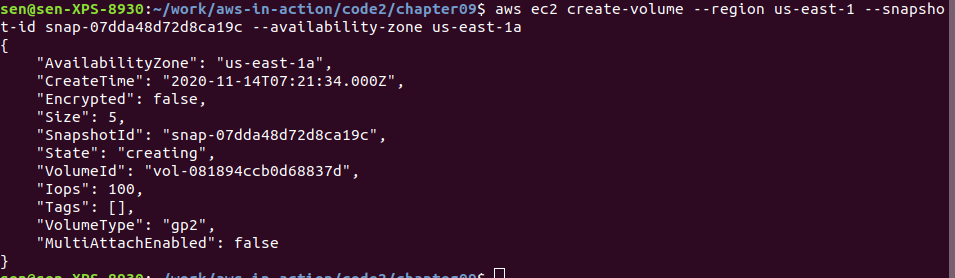 sen@sen-XPS-8930:~/work/aws-in-action/code2/chapter09$ aws ec2 create-volume --region us-east-1 --snapsho
t-id snap-07dda48d72d8ca19c --availability-zone us-east-1a
{
    "AvailabilityZone": "us-east-1a",
    "CreateTime": "2020-11-14T07:21:34.000Z",
    "Encrypted": false,
    "Size": 5,
    "SnapshotId": "snap-07dda48d72d8ca19c",
    "State": "creating",
    "VolumeId": "vol-081894ccb0d68837d",
    "Iops": 100,
    "Tags": [],
    "VolumeType": "gp2",
    "MultiAttachEnabled": false
}
sen@sen-XPS-8930:~/work/aws-in-action/code2/chapter09$